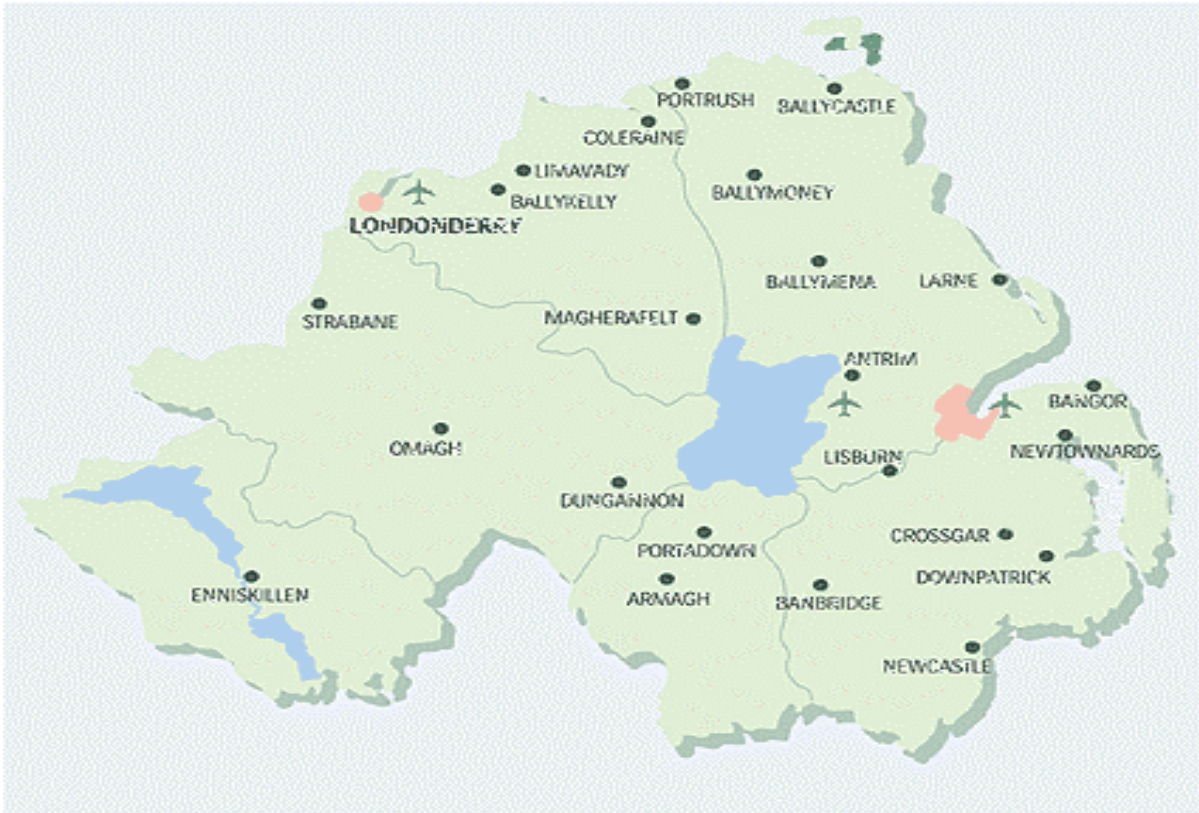 PORTRUSH
BALLYCASTLE
COLERAINE
LIMAVADY
BALLYMONEY
BALLYKELLY
LONDONDERRY
BALLYMENA
LARNE
STRABANE
MAGHERAFELT
ANTRIM
BANGOR
OMAGH
LISBURN
NEWTOWNARDS
DUNGANNON
CROSSGAR
PORTADOWN
DOWNPATRICK
ENNISKILLEN
ARMAGH
BANBRIDGE
NEWCASTLE